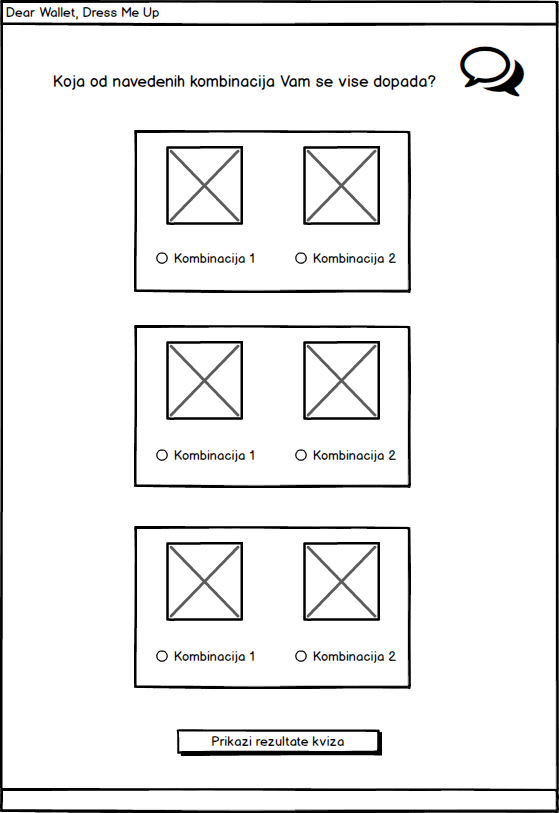 Dear Wallet, Dress Me Up
Koja od navedenih kombinacija Vam se vise dopada?
Kombinacija 1 Kombinacija 2
Kombinacija 1 Kombinacija 2
Kombinacija 1 Kombinacija 2
Prikazi rezultate kviza